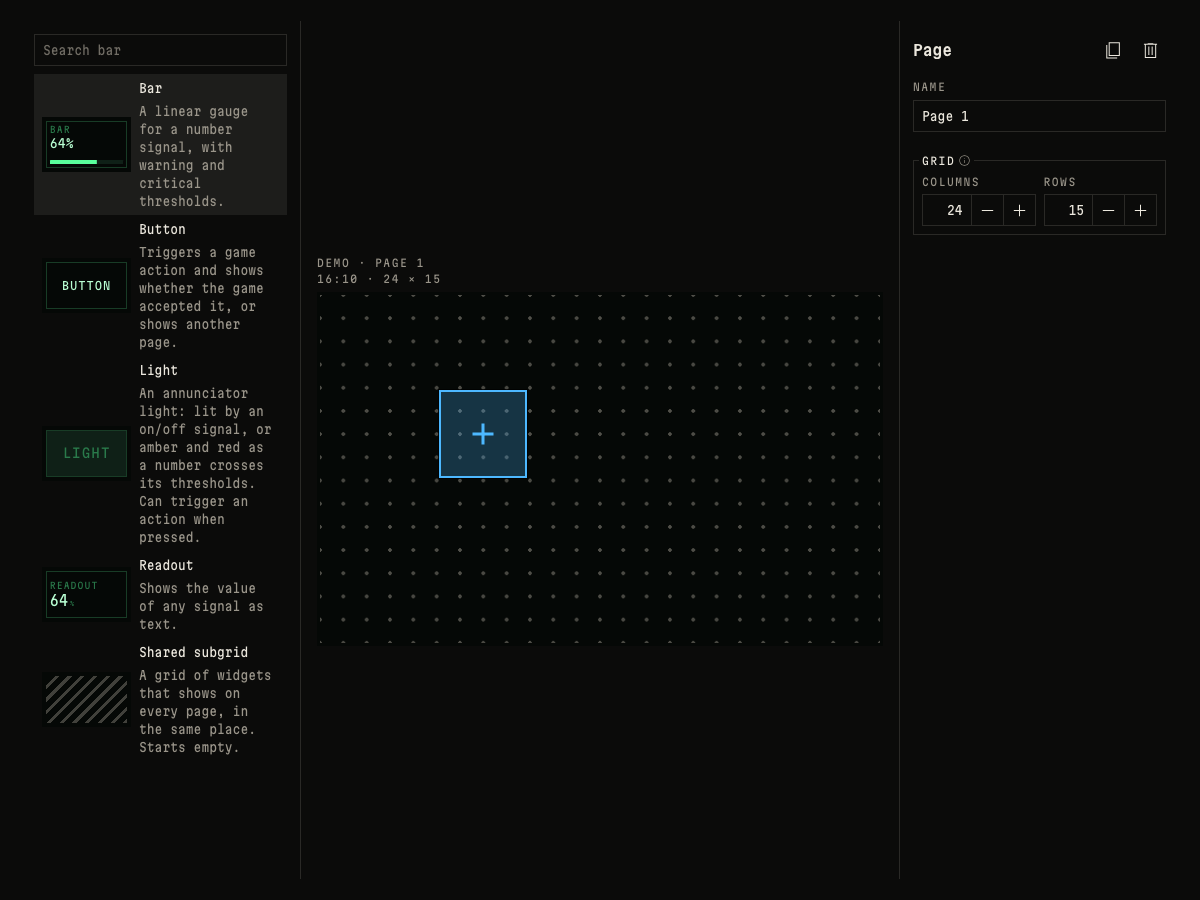 Search bar
Bar
A linear gauge
for a number
signal, with
warning and
critical
thresholds.
BAR
64%
Button
Triggers a game
action and shows
whether the game
accepted it, or
shows another
page.
BUTTON
Light
An annunciator
light: lit by an
on/off signal, or
amber and red as
a number crosses
its thresholds.
Can trigger an
action when
pressed.
LIGHT
Readout
Shows the value
of any signal as
text.
READOUT
64%
Shared subgrid
A grid of widgets
that shows on
every page, in
the same place.
Starts empty.
DEMO · PAGE 1
16:10 · 24 × 15
Page
NAME
Page 1
GRID
COLUMNS
ROWS
24
15